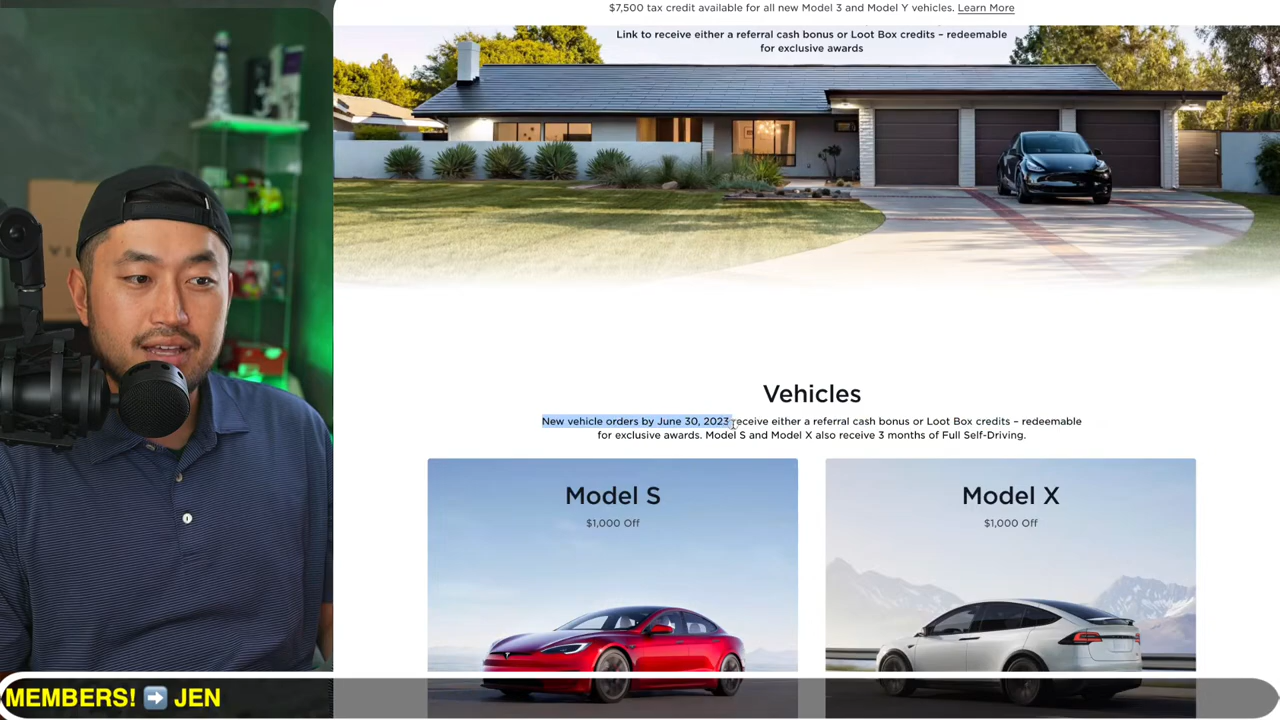 $7,500 tax credit available for all new Model 3 and Model Y vehicles. Learn More
Link to receive either a referral cash bonus or Loot Box credits – redeemable
for exclusive awards
Vehicles
New vehicle orders by June 30, 2023 receive either a referral cash bonus or Loot Box credits – redeemable
for exclusive awards. Model S and Model X also receive 3 months of Full Self-Driving.
Model S
$1,000 Off
Model X
$1,000 Off
MEMBERS! ➡️ JEN